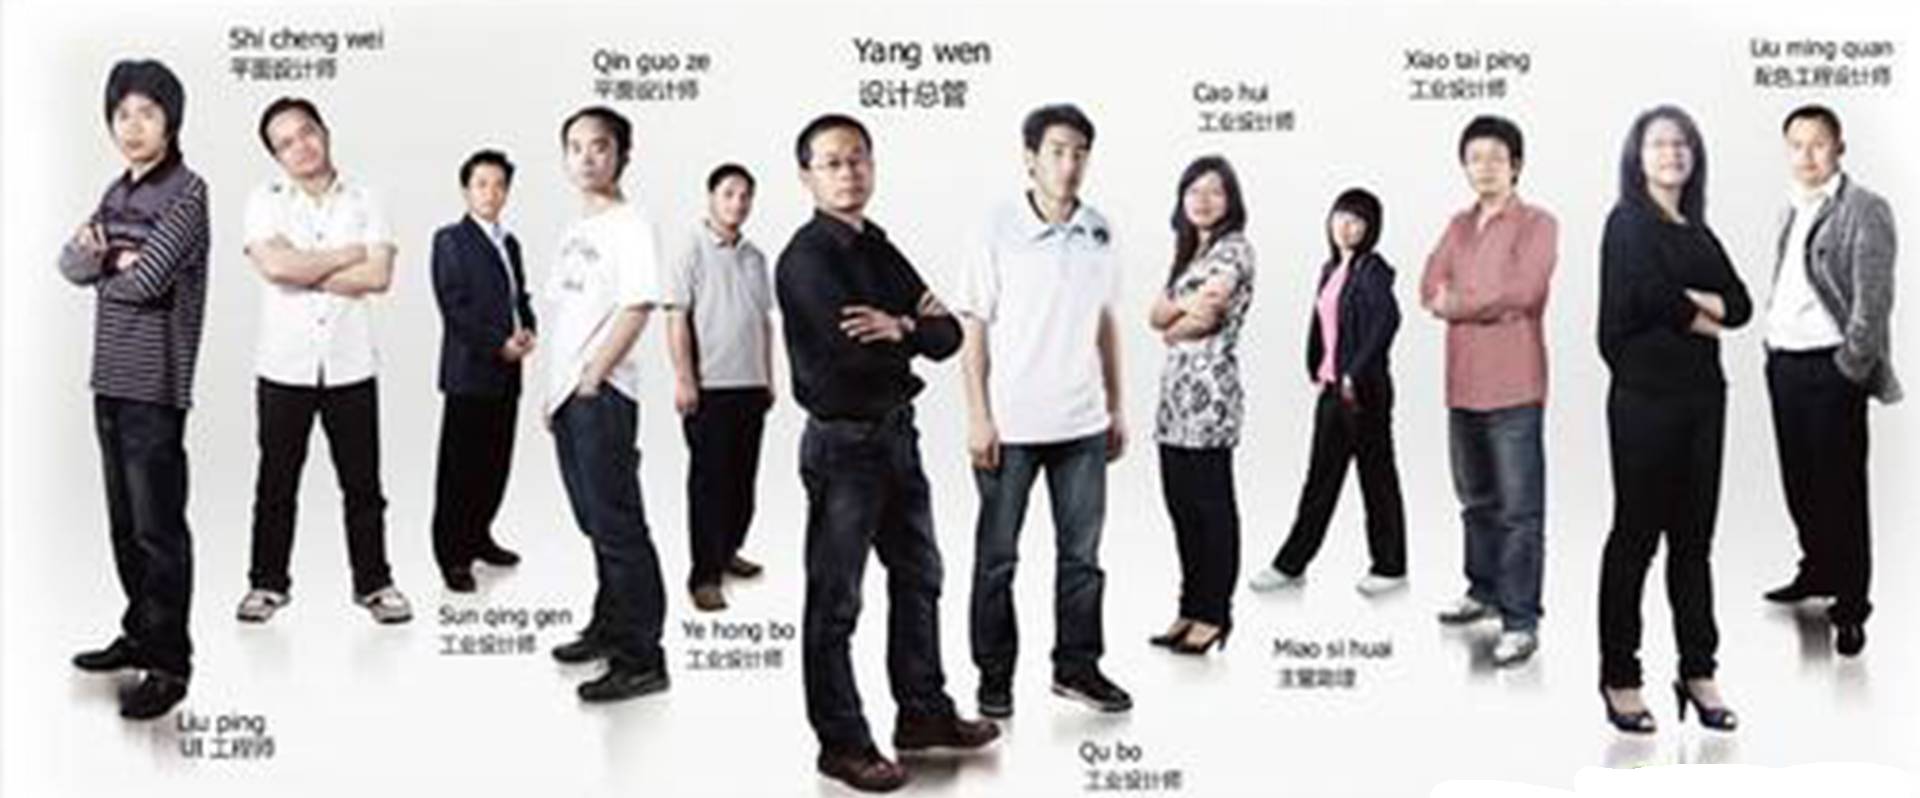 Shi cheng wei
平面设计师
Qin guo ze
平面设计师
Yang wen
设计总管
Cao hui
工业设计师
Xiao tai ping
工业设计师
Liu ming quan
配色工程设计师
Sun qing gen
工业设计师
Ye hong bo
工业设计师
Miao si huai
主管助理
Liu ping
UI 工程师
Qu bo
工业设计师